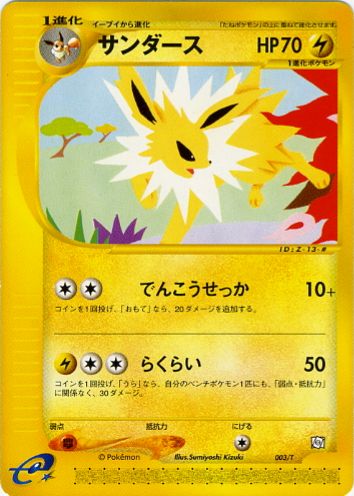 1進化
イーブイから進化
「たねポケモン」の上に重ねて進化させます。
サンダース
HP70
1進化ポケモン
ID:Z-13-#
でんこうせっか 10+
コインを1回投げ、「おもて」なら、20ダメージを追加する。
らくらい 50
コインを1回投げ、「うら」なら、自分のベンチポケモン1匹にも、「弱点・抵抗力」
に関係なく、30ダメージ。
弱点
抵抗力
にげる
©Pokémon
Illus.Sumiyoshi Kizuki
003/T
e